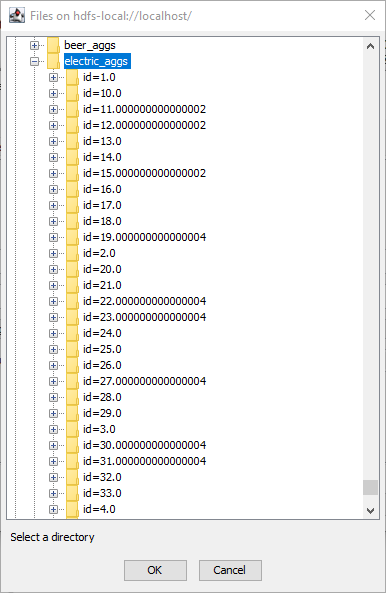 Files on hdfs-local://localhost/
beer_aggs
electric_aggs
id=1.0
id=10.0
id=11.000000000000002
id=12.000000000000002
id=13.0
id=14.0
id=15.000000000000002
id=16.0
id=17.0
id=18.0
id=19.000000000000004
id=2.0
id=20.0
id=21.0
id=22.000000000000004
id=23.000000000000004
id=24.0
id=25.0
id=26.0
id=27.000000000000004
id=28.0
id=29.0
id=3.0
id=30.000000000000004
id=31.000000000000004
id=32.0
id=33.0
id=4.0
Select a directory
OK Cancel